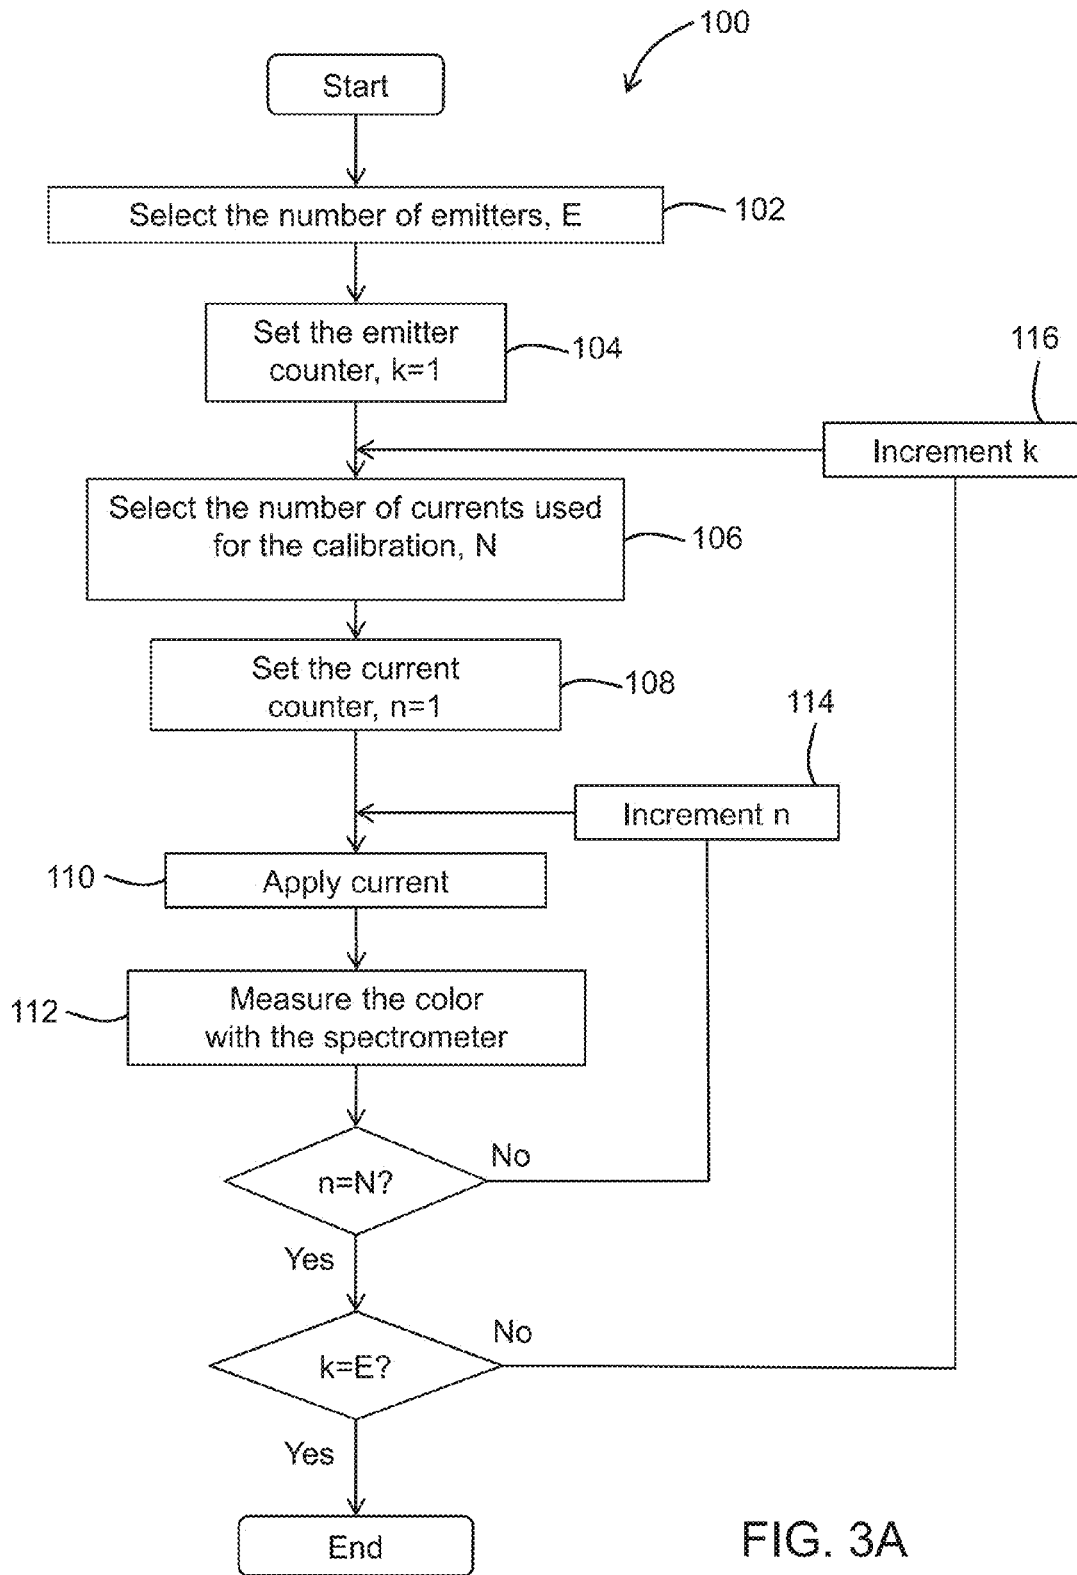 100
Start
Select the number of emitters, E
102
Set the emitter
counter, k=1
104
116
Increment k
Select the number of currents used
for the calibration, N
106
Set the current
counter, n=1
108
114
Increment n
110
Apply current
112
Measure the color
with the spectrometer
n=N?
No
Yes
k=E?
No
Yes
End
FIG. 3A